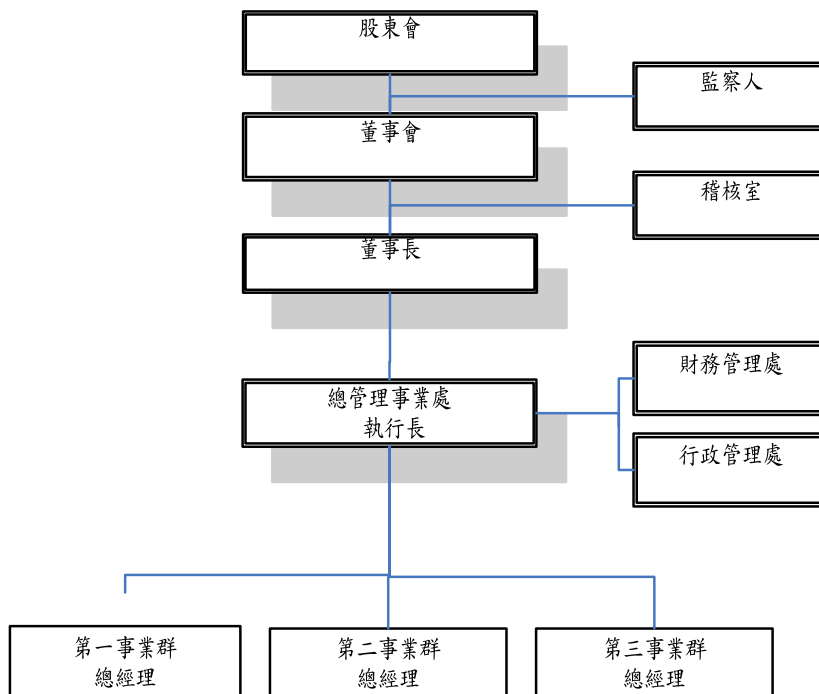 股東會
監察人
董事會
稽核室
董事長
財務管理處
總管理事業處
執行長
行政管理處
第一事業群
總經理
第二事業群
總經理
第三事業群
總經理